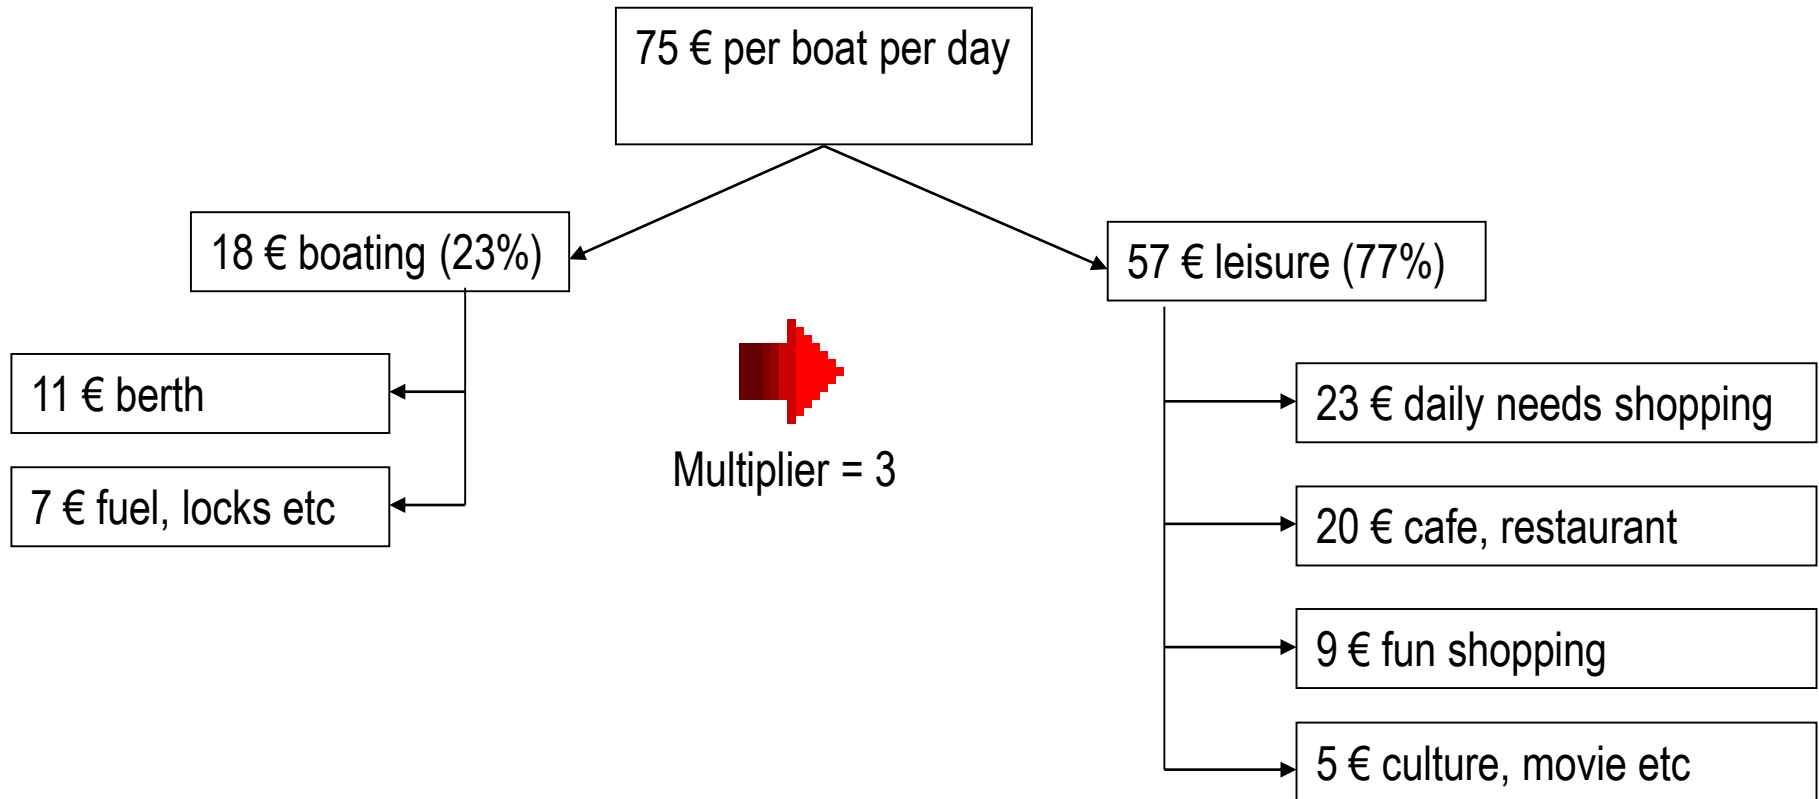 75 € per boat per day
18 € boating (23%)
57 € leisure (77%)
11 € berth
7 € fuel, locks etc
Multiplier = 3
23 € daily needs shopping
20 € cafe, restaurant
9 € fun shopping
5 € culture, movie etc